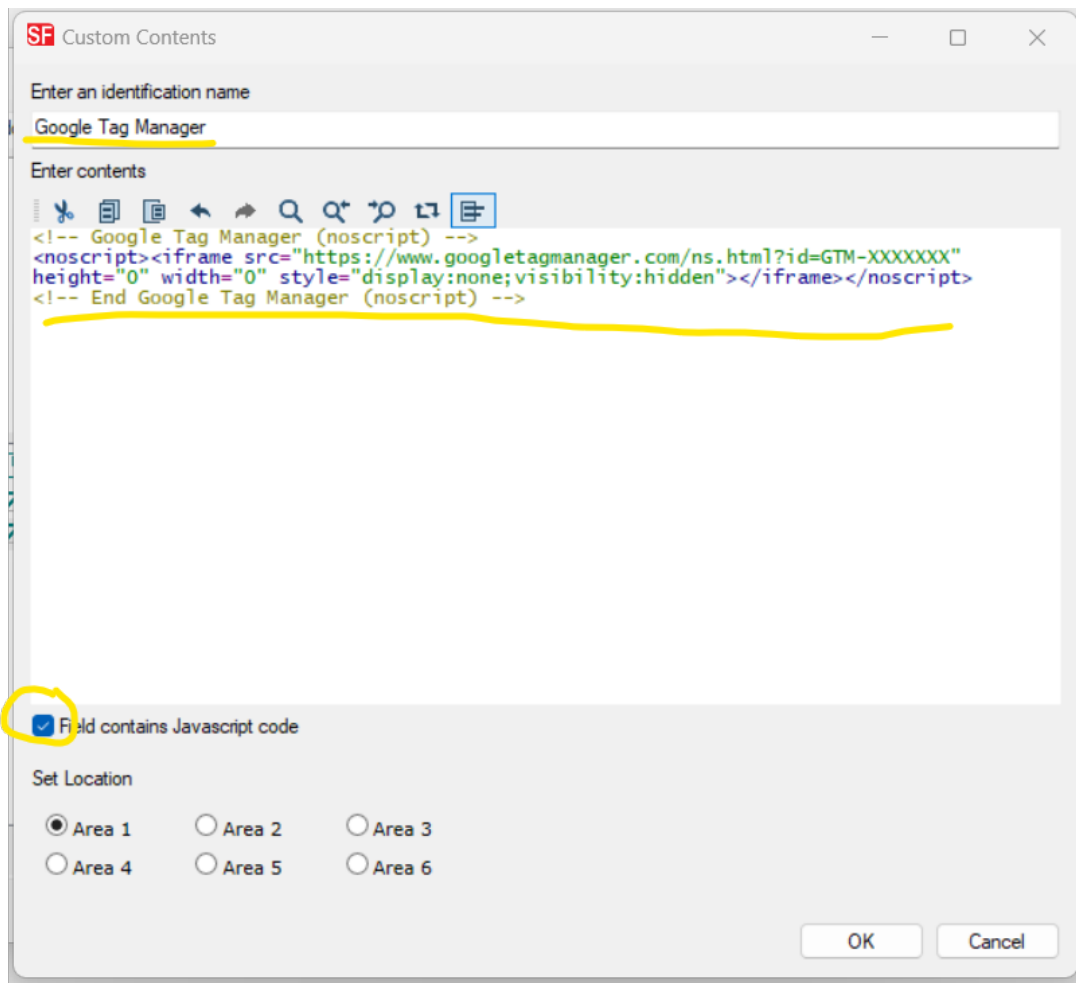 SF Custom Contents
Enter an identification name
Google Tag Manager
Enter contents
<!-- Google Tag Manager (noscript) -->
<noscript><iframe src="https://www.googletagmanager.com/ns.html?id=GTM-XXXXXXX"
height="0" width="0" style="display:none;visibility:hidden"></iframe></noscript>
<!-- End Google Tag Manager (noscript) -->
Field contains Javascript code
Set Location
Area 1 Area 2 Area 3
Area 4 Area 5 Area 6
OK Cancel